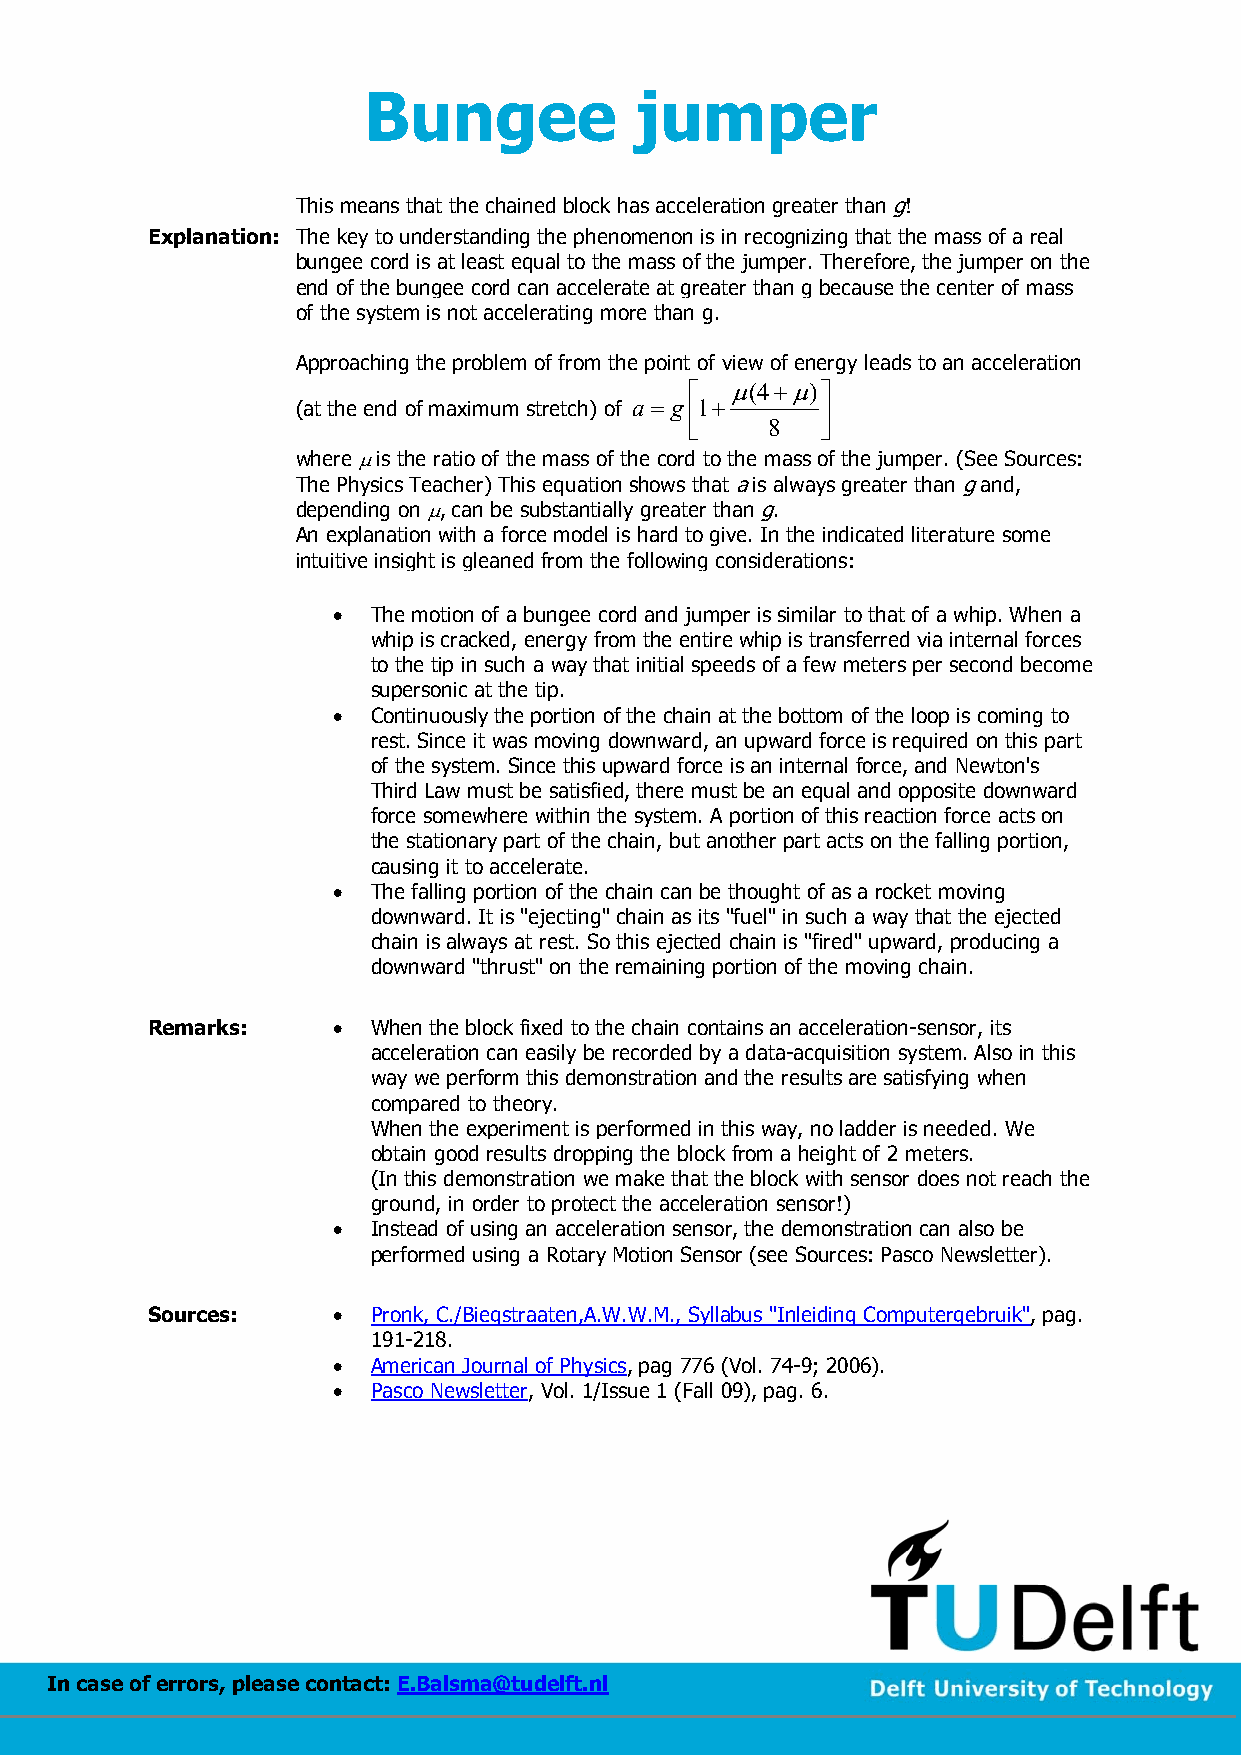 Bungee jumper
This means that the chained block has acceleration greater than g!
Explanation: The key to understanding the phenomenon is in recognizing that the mass of a real
bungee cord is at least equal to the mass of the jumper. Therefore, the jumper on the
end of the bungee cord can accelerate at greater than g because the center of mass
of the system is not accelerating more than g.
Approaching the problem of from the point of view of energy leads to an acceleration
(at the end of maximum stretch) of a = g[1 + μ(4 + μ)/8]
where μ is the ratio of the mass of the cord to the mass of the jumper. (See Sources:
The Physics Teacher) This equation shows that a is always greater than g and,
depending on μ, can be substantially greater than g.
An explanation with a force model is hard to give. In the indicated literature some
intuitive insight is gleaned from the following considerations:
• The motion of a bungee cord and jumper is similar to that of a whip. When a
whip is cracked, energy from the entire whip is transferred via internal forces
to the tip in such a way that initial speeds of a few meters per second become
supersonic at the tip.
• Continuously the portion of the chain at the bottom of the loop is coming to
rest. Since it was moving downward, an upward force is required on this part
of the system. Since this upward force is an internal force, and Newton's
Third Law must be satisfied, there must be an equal and opposite downward
force somewhere within the system. A portion of this reaction force acts on
the stationary part of the chain, but another part acts on the falling portion,
causing it to accelerate.
• The falling portion of the chain can be thought of as a rocket moving
downward. It is "ejecting" chain as its "fuel" in such a way that the ejected
chain is always at rest. So this ejected chain is "fired" upward, producing a
downward "thrust" on the remaining portion of the moving chain.
Remarks: • When the block fixed to the chain contains an acceleration-sensor, its
acceleration can easily be recorded by a data-acquisition system. Also in this
way we perform this demonstration and the results are satisfying when
compared to theory.
When the experiment is performed in this way, no ladder is needed. We
obtain good results dropping the block from a height of 2 meters.
(In this demonstration we make that the block with sensor does not reach the
ground, in order to protect the acceleration sensor!)
• Instead of using an acceleration sensor, the demonstration can also be
performed using a Rotary Motion Sensor (see Sources: Pasco Newsletter).
Sources: • Pronk, C./Biegstraaten,A.W.W.M., Syllabus "Inleiding Computergebruik", pag.
191-218.
• American Journal of Physics, pag 776 (Vol. 74-9; 2006).
• Pasco Newsletter, Vol. 1/Issue 1 (Fall 09), pag. 6.
TUDelft
In case of errors, please contact: E.Balsma@tudelft.nl
Delft University of Technology